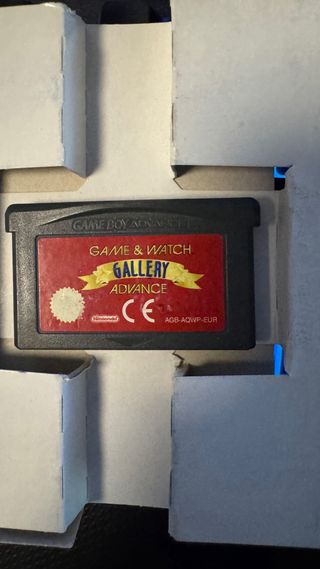 GAME BOY ADVANCE
GAME & WATCH
GALLERY
ADVANCE
Nintendo
CE
AGB-AQWP-EUR